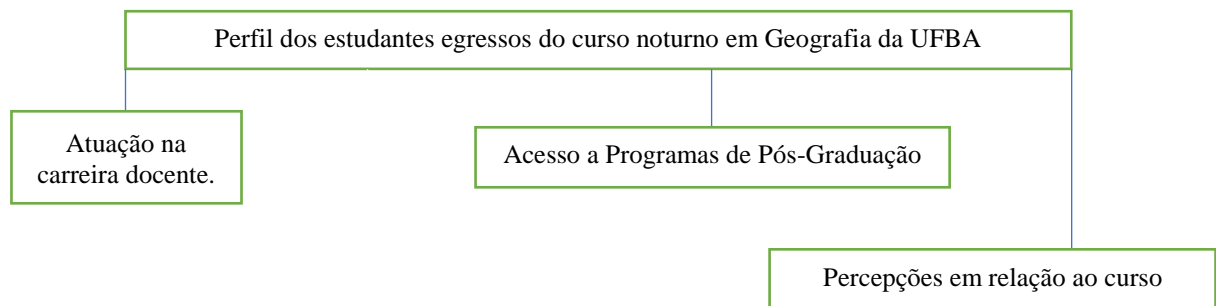 Perfil dos estudantes egressos do curso noturno em Geografia da UFBA
Atuação na
carreira docente.
Acesso a Programas de Pós-Graduação
Percepções em relação ao curso